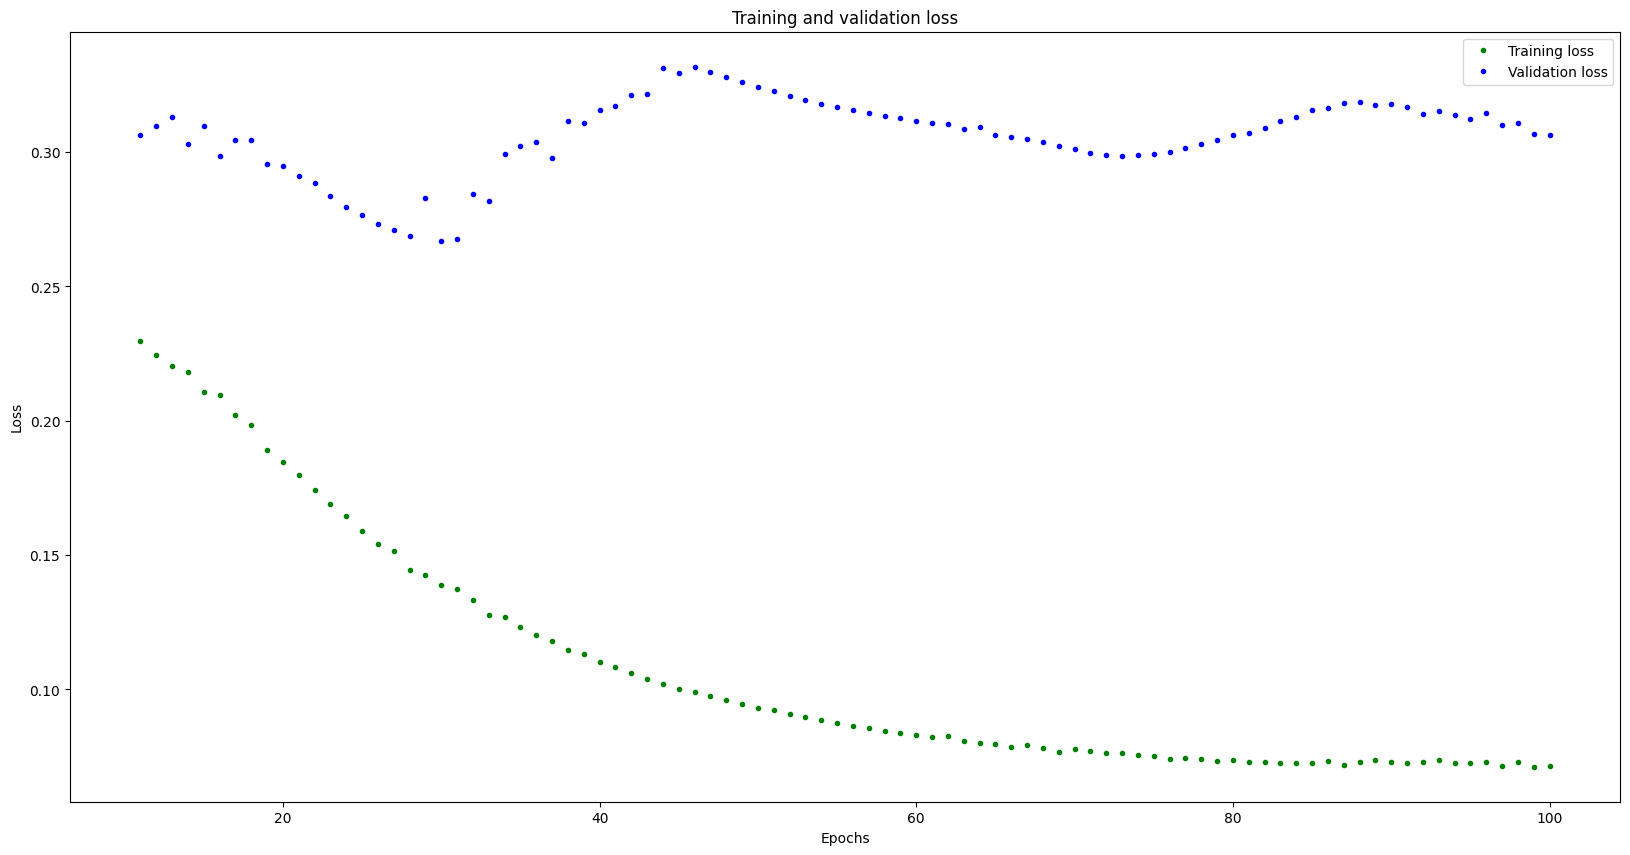 Training and validation loss
Training loss
Validation loss
0.30
0.25
0.20
0.15
0.10
Loss
20 40 60 80 100
Epochs